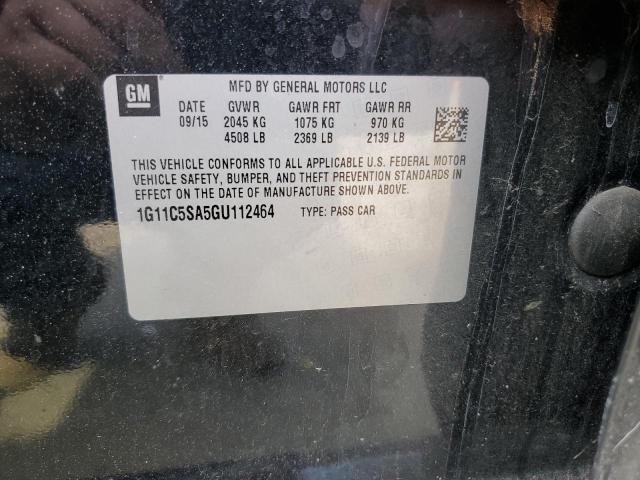 GM
MFD BY GENERAL MOTORS LLC
DATE GVWR GAWR FRT GAWR RR
09/15 2045 KG 1075 KG 970 KG
4508 LB 2369 LB 2139 LB
THIS VEHICLE CONFORMS TO ALL APPLICABLE U.S. FEDERAL MOTOR
VEHICLE SAFETY, BUMPER, AND THEFT PREVENTION STANDARDS IN
EFFECT ON THE DATE OF MANUFACTURE SHOWN ABOVE.
1G11C5SA5GU112464 TYPE: PASS CAR